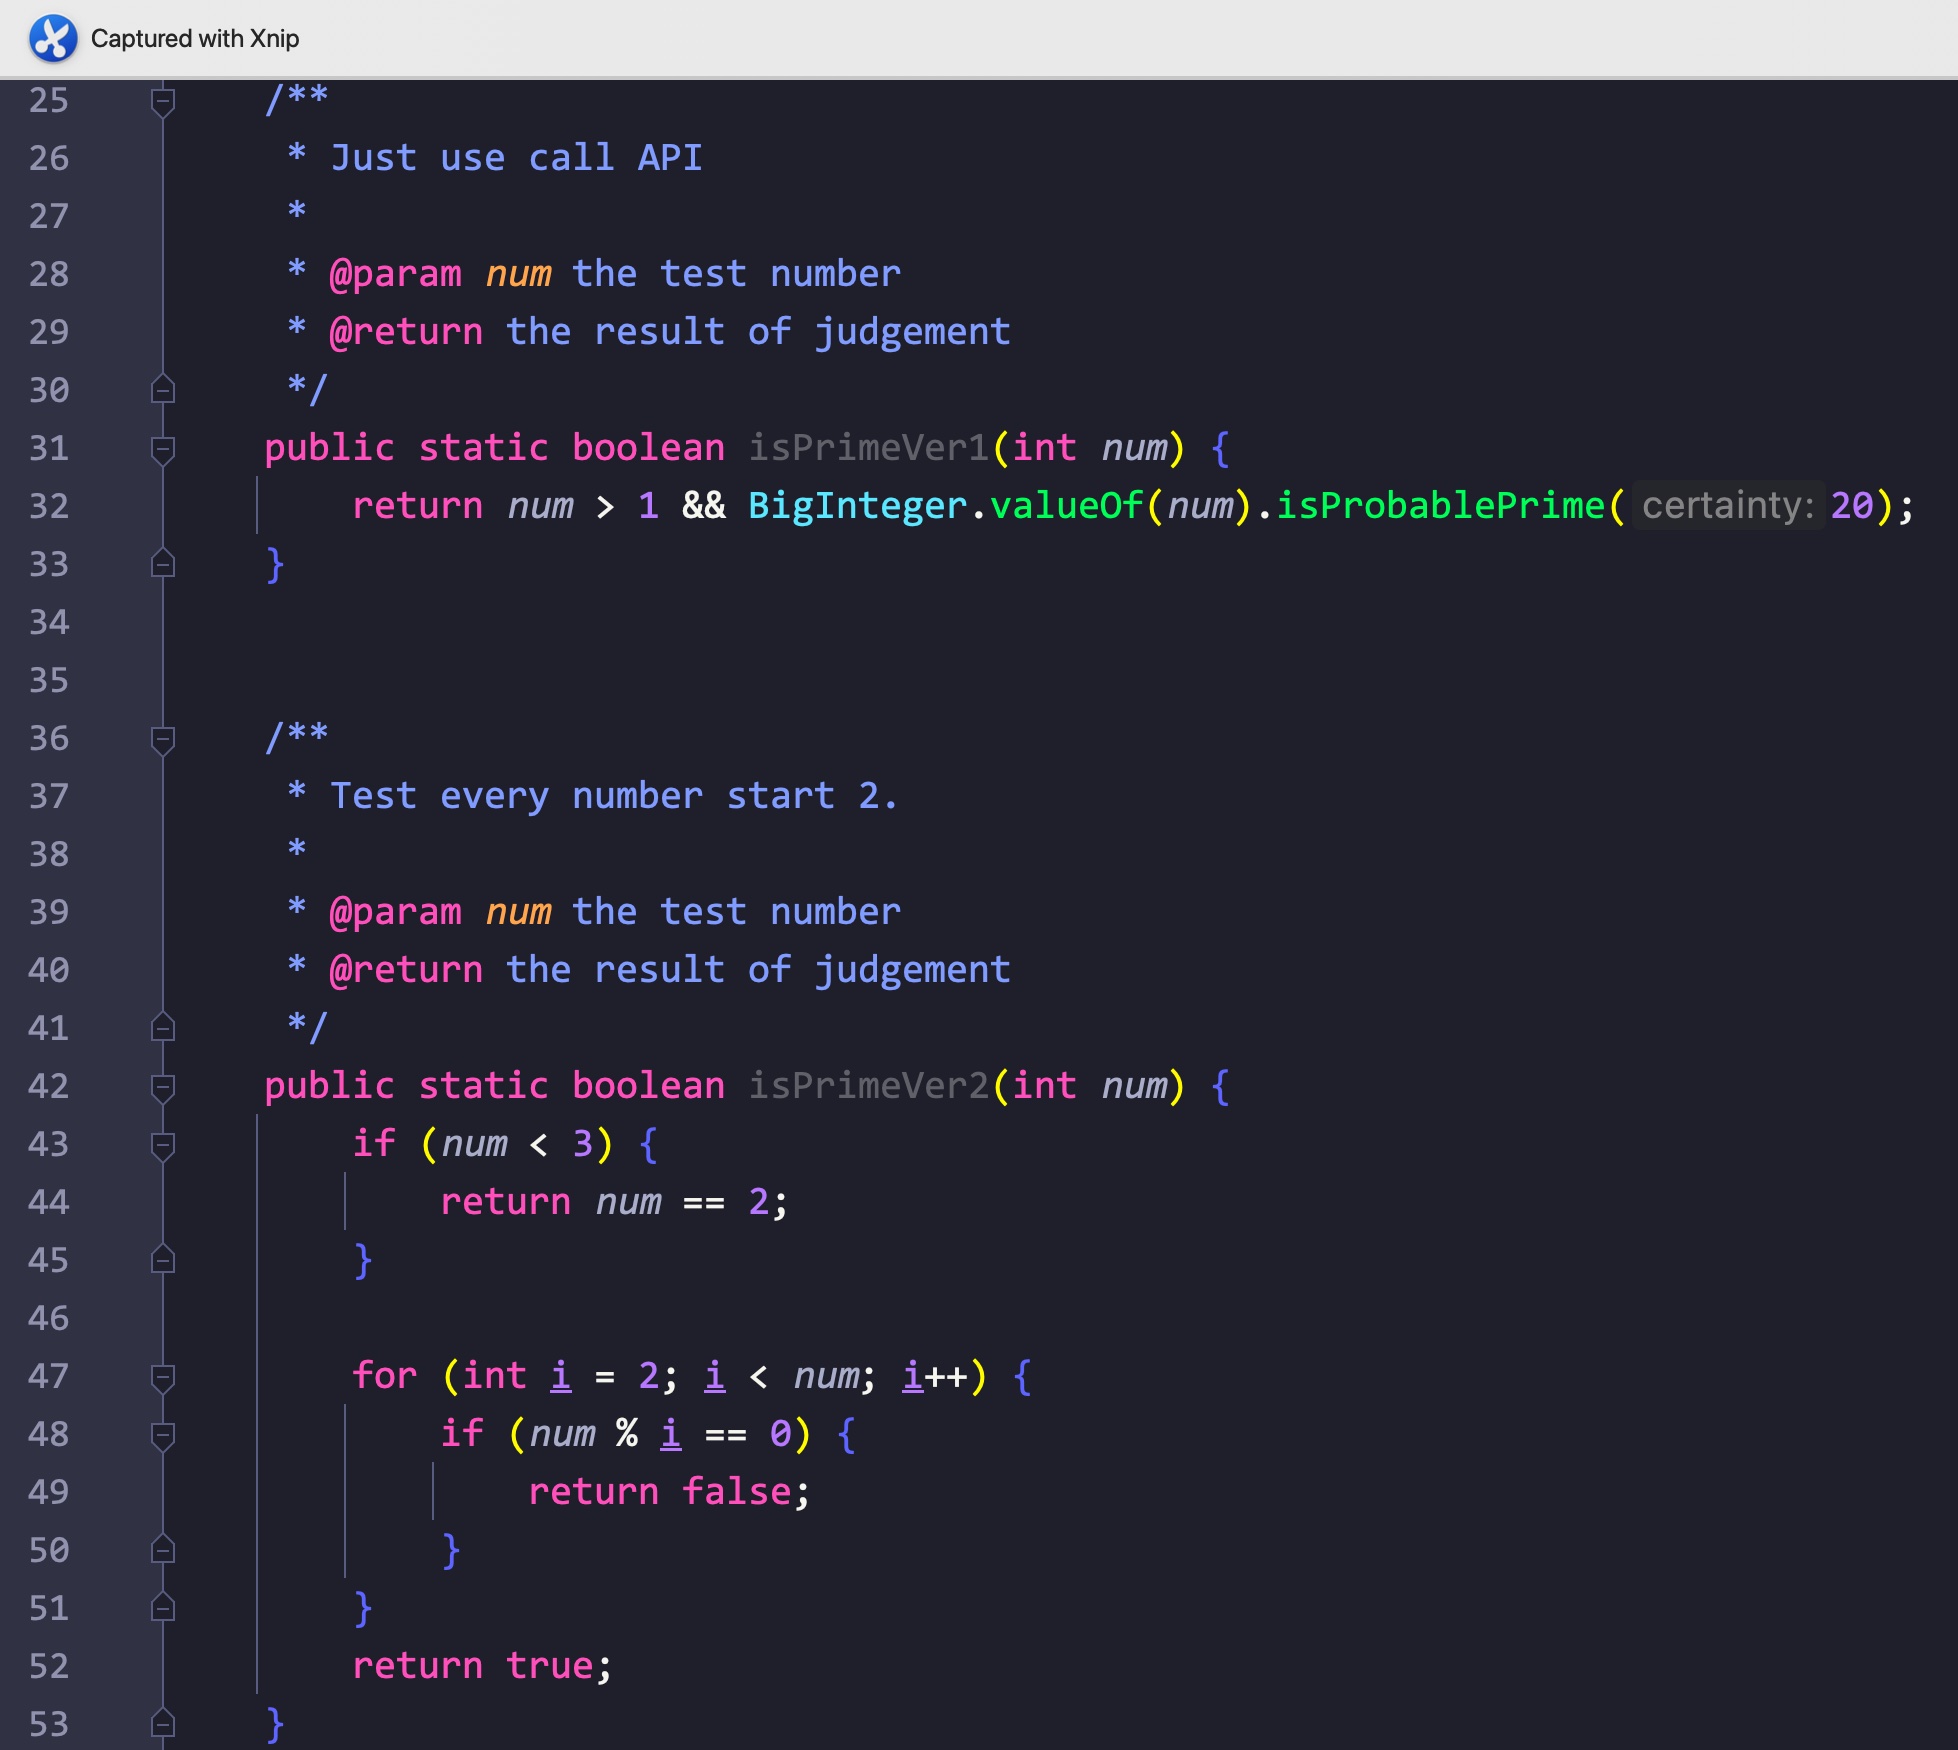 Captured with Xnip
25 /**
26 * Just use call API
27 *
28 * @param num the test number
29 * @return the result of judgement
30 */
31 public static boolean isPrimeVer1(int num) {
32 return num > 1 && BigInteger.valueOf(num).isProbablePrime( certainty: 20);
33 }
34
35
36 /**
37 * Test every number start 2.
38 *
39 * @param num the test number
40 * @return the result of judgement
41 */
42 public static boolean isPrimeVer2(int num) {
43 if (num < 3) {
44 return num == 2;
45 }
46
47 for (int i = 2; i < num; i++) {
48 if (num % i == 0) {
49 return false;
50 }
51 }
52 return true;
53 }